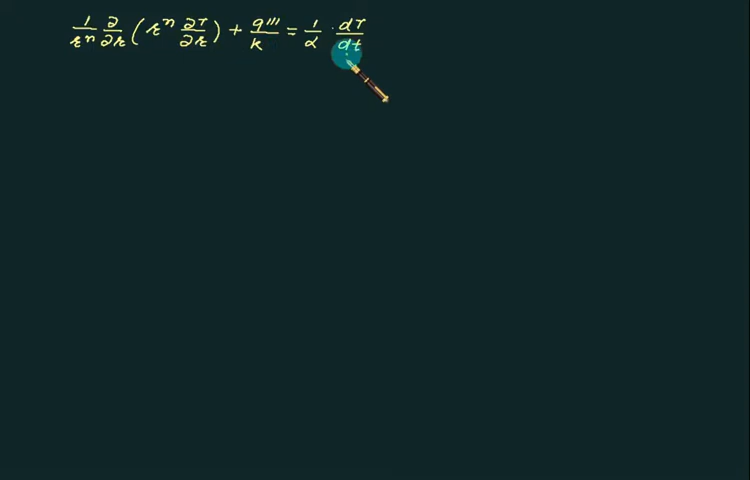 1/rⁿ ∂/∂r (rⁿ ∂T/∂r) + q'''/k = 1/α · dT/dt